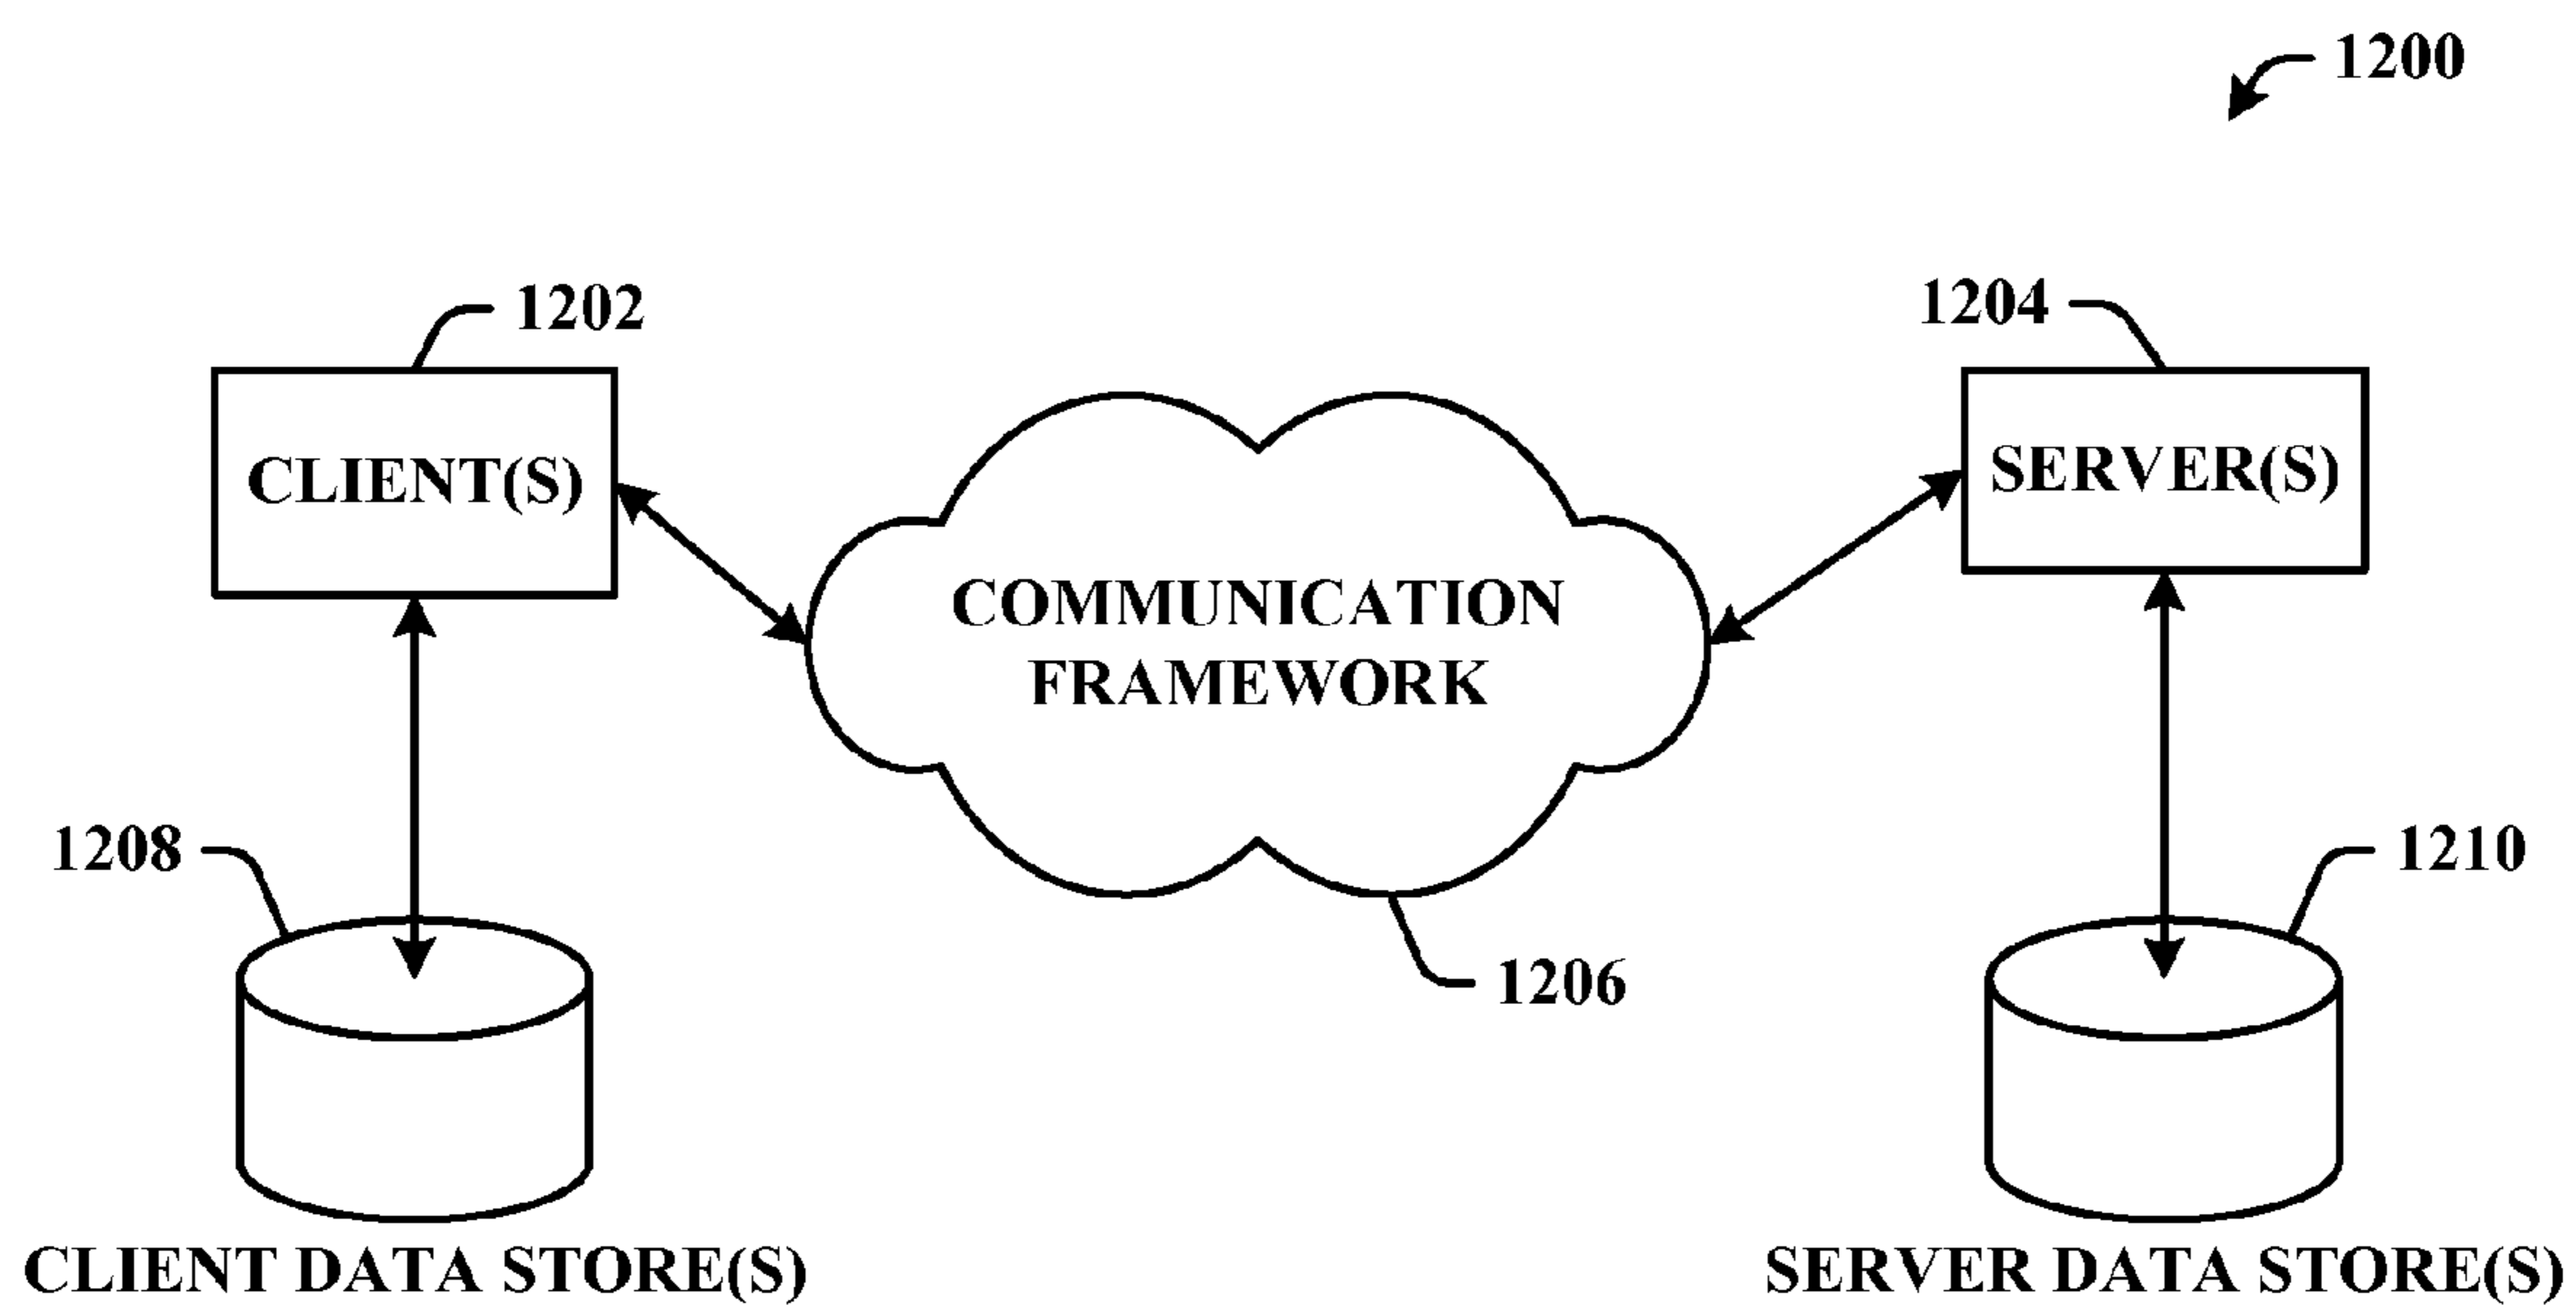 1200
1202
1204
CLIENT(S)
SERVER(S)
COMMUNICATION
FRAMEWORK
1208
1210
1206
CLIENT DATA STORE(S)
SERVER DATA STORE(S)